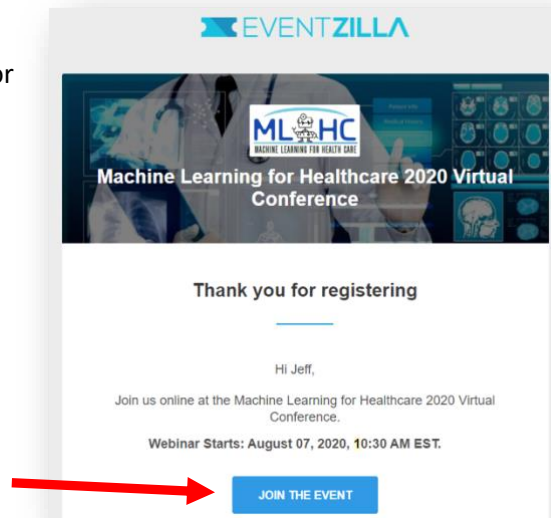 EVENTZILLA
or
ML HC
MACHINE LEARNING FOR HEALTH CARE
Machine Learning for Healthcare 2020 Virtual
Conference
Thank you for registering
Hi Jeff,
Join us online at the Machine Learning for Healthcare 2020 Virtual
Conference.
Webinar Starts: August 07, 2020, 10:30 AM EST.
JOIN THE EVENT